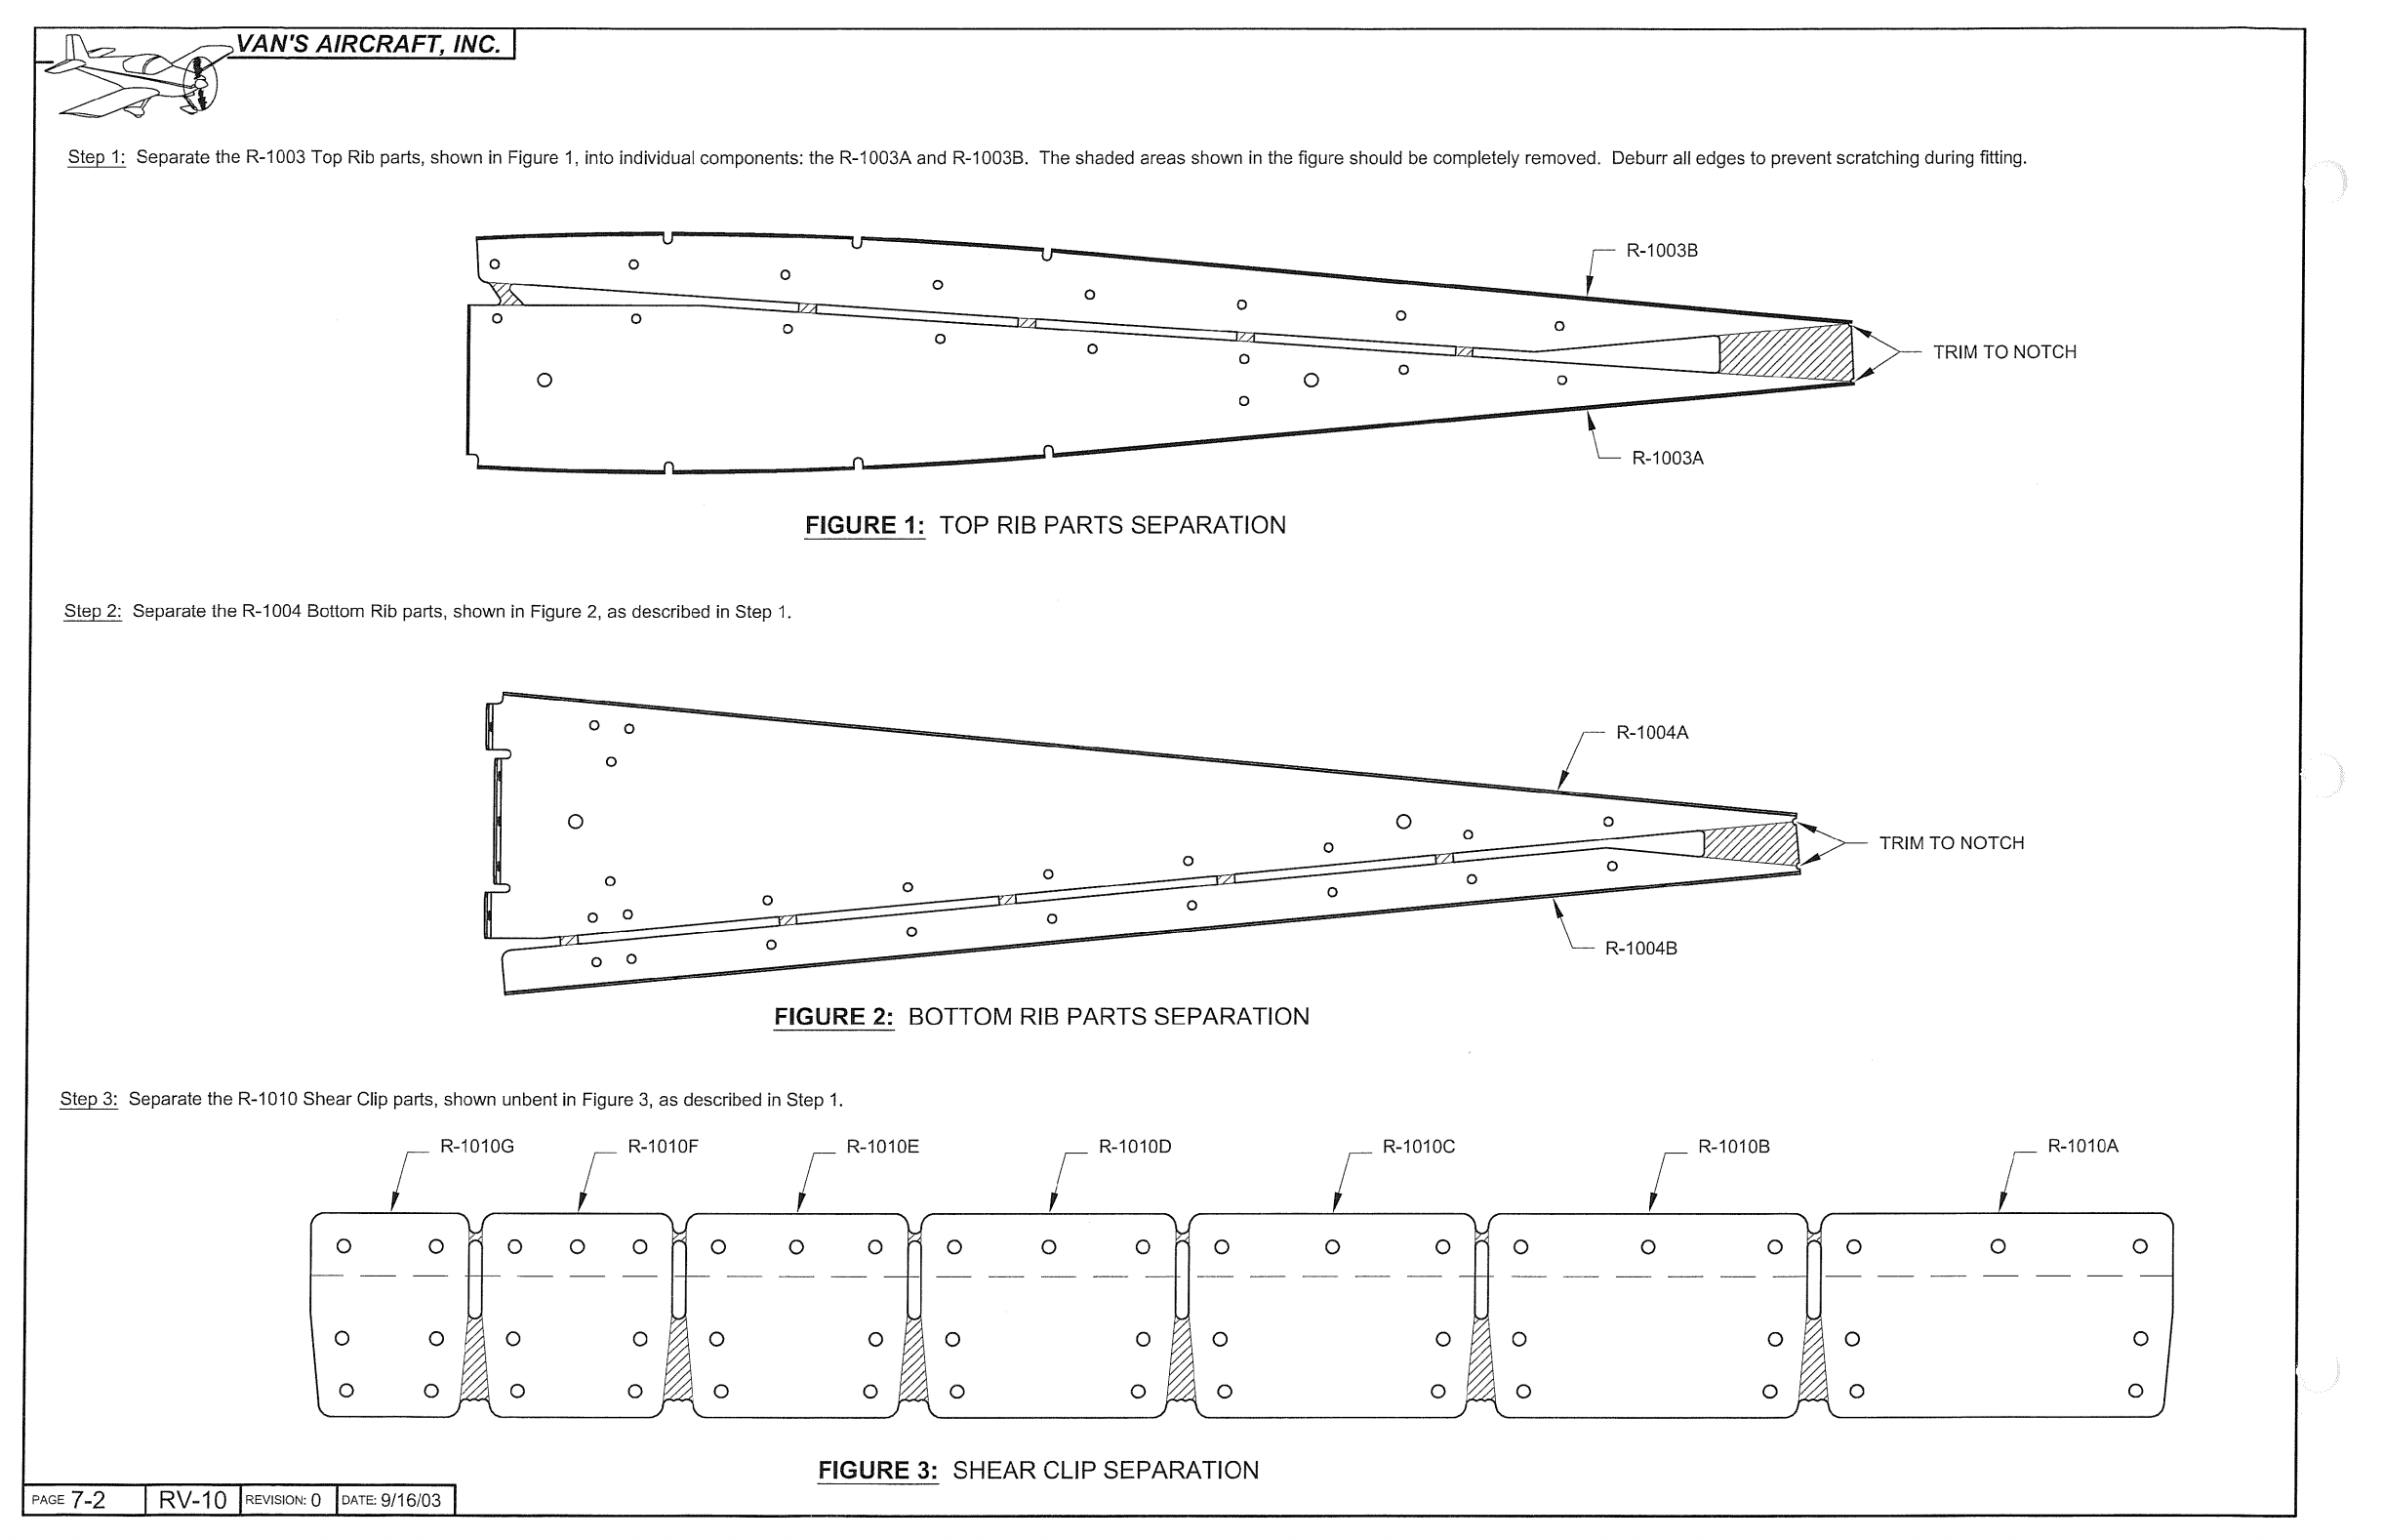 VAN'S AIRCRAFT, INC.
Step 1: Separate the R-1003 Top Rib parts, shown in Figure 1, into individual components: the R-1003A and R-1003B. The shaded areas shown in the figure should be completely removed. Deburr all edges to prevent scratching during fitting.
R-1003B
TRIM TO NOTCH
R-1003A
FIGURE 1: TOP RIB PARTS SEPARATION
Step 2: Separate the R-1004 Bottom Rib parts, shown in Figure 2, as described in Step 1.
R-1004A
TRIM TO NOTCH
R-1004B
FIGURE 2: BOTTOM RIB PARTS SEPARATION
Step 3: Separate the R-1010 Shear Clip parts, shown unbent in Figure 3, as described in Step 1.
R-1010G R-1010F R-1010E R-1010D R-1010C R-1010B R-1010A
FIGURE 3: SHEAR CLIP SEPARATION
PAGE 7-2 RV-10 REVISION: 0 DATE: 9/16/03